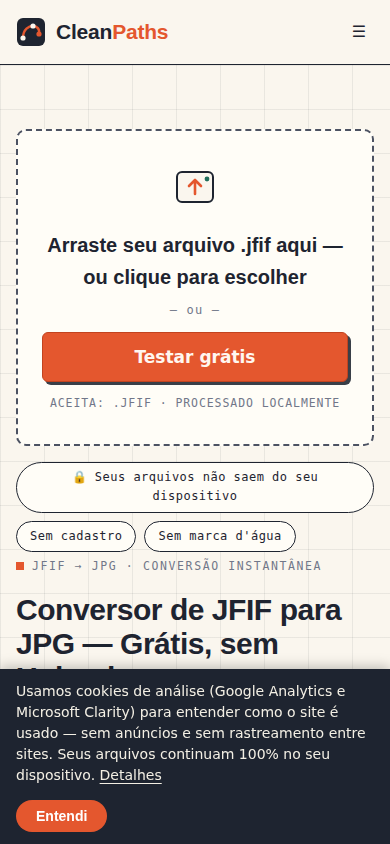 CleanPaths
☰
Arraste seu arquivo .jfif aqui —
ou clique para escolher
— ou —
Testar grátis
ACEITA: .JFIF · PROCESSADO LOCALMENTE
🔒 Seus arquivos não saem do seu
dispositivo
Sem cadastro
Sem marca d'água
JFIF → JPG · CONVERSÃO INSTANTÂNEA
Conversor de JFIF para
JPG — Grátis, sem
Usamos cookies de análise (Google Analytics e
Microsoft Clarity) para entender como o site é
usado — sem anúncios e sem rastreamento entre
sites. Seus arquivos continuam 100% no seu
dispositivo. Detalhes
Entendi